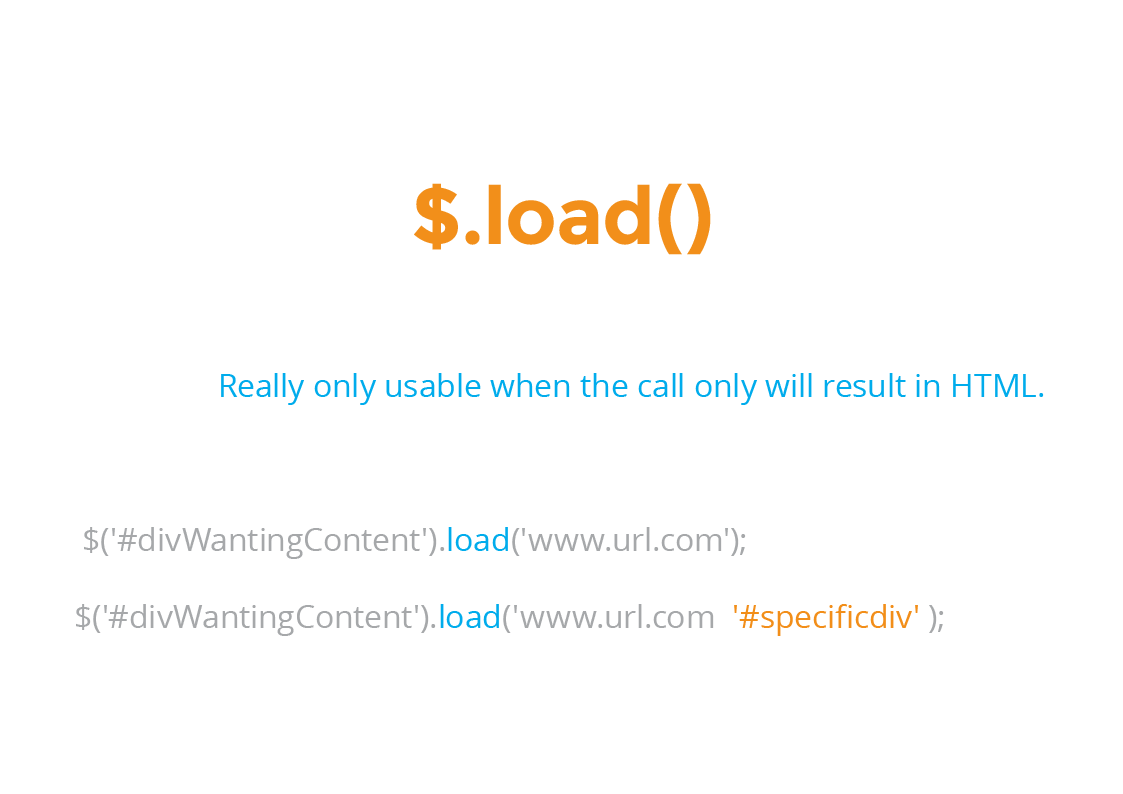 $.load()
Really only usable when the call only will result in HTML.
$('#divWantingContent').load('www.url.com');
$('#divWantingContent').load('www.url.com '#specificdiv' );